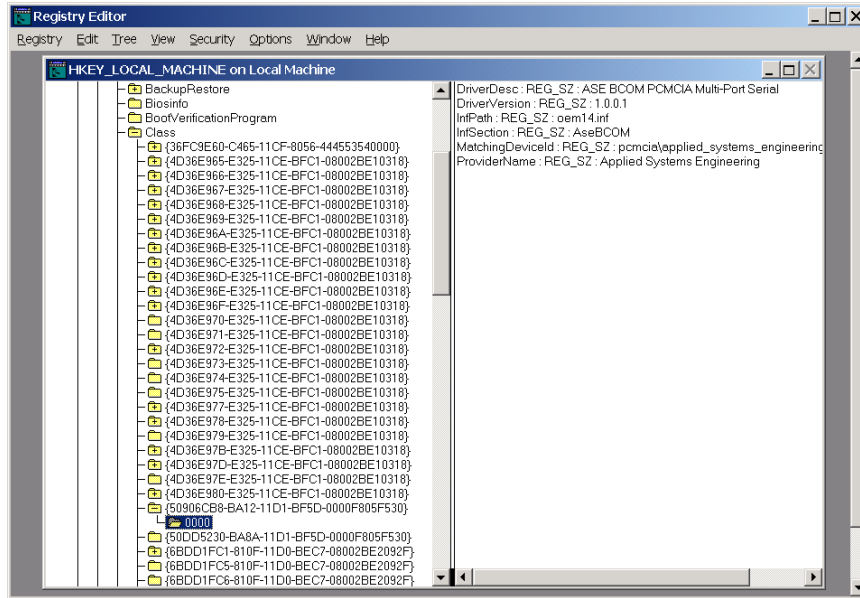 Registry Editor
Registry Edit Tree View Security Options Window Help
HKEY_LOCAL_MACHINE on Local Machine
BackupRestore
Biosinfo
BootVerificationProgram
Class
{36FC9E60-C465-11CF-8056-444553540000}
{4D36E965-E325-11CE-BFC1-08002BE10318}
{4D36E966-E325-11CE-BFC1-08002BE10318}
{4D36E967-E325-11CE-BFC1-08002BE10318}
{4D36E968-E325-11CE-BFC1-08002BE10318}
{4D36E969-E325-11CE-BFC1-08002BE10318}
{4D36E96A-E325-11CE-BFC1-08002BE10318}
{4D36E96B-E325-11CE-BFC1-08002BE10318}
{4D36E96C-E325-11CE-BFC1-08002BE10318}
{4D36E96D-E325-11CE-BFC1-08002BE10318}
{4D36E96E-E325-11CE-BFC1-08002BE10318}
{4D36E96F-E325-11CE-BFC1-08002BE10318}
{4D36E970-E325-11CE-BFC1-08002BE10318}
{4D36E971-E325-11CE-BFC1-08002BE10318}
{4D36E972-E325-11CE-BFC1-08002BE10318}
{4D36E973-E325-11CE-BFC1-08002BE10318}
{4D36E974-E325-11CE-BFC1-08002BE10318}
{4D36E975-E325-11CE-BFC1-08002BE10318}
{4D36E977-E325-11CE-BFC1-08002BE10318}
{4D36E978-E325-11CE-BFC1-08002BE10318}
{4D36E979-E325-11CE-BFC1-08002BE10318}
{4D36E97B-E325-11CE-BFC1-08002BE10318}
{4D36E97D-E325-11CE-BFC1-08002BE10318}
{4D36E97E-E325-11CE-BFC1-08002BE10318}
{4D36E980-E325-11CE-BFC1-08002BE10318}
{50906CB8-BA12-11D1-BF5D-0000F805F530}
0000
{50DD5230-BA8A-11D1-BF5D-0000F805F530}
{6BDD1FC1-810F-11D0-BEC7-08002BE2092F}
{6BDD1FC5-810F-11D0-BEC7-08002BE2092F}
{6BDD1FC6-810F-11D0-BEC7-08002BE2092F}
DriverDesc : REG_SZ : ASE BCOM PCMCIA Multi-Port Serial
DriverVersion : REG_SZ : 1.0.0.1
InfPath : REG_SZ : oem14.inf
InfSection : REG_SZ : AseBCOM
MatchingDeviceId : REG_SZ : pcmcia\applied_systems_engineering
ProviderName : REG_SZ : Applied Systems Engineering